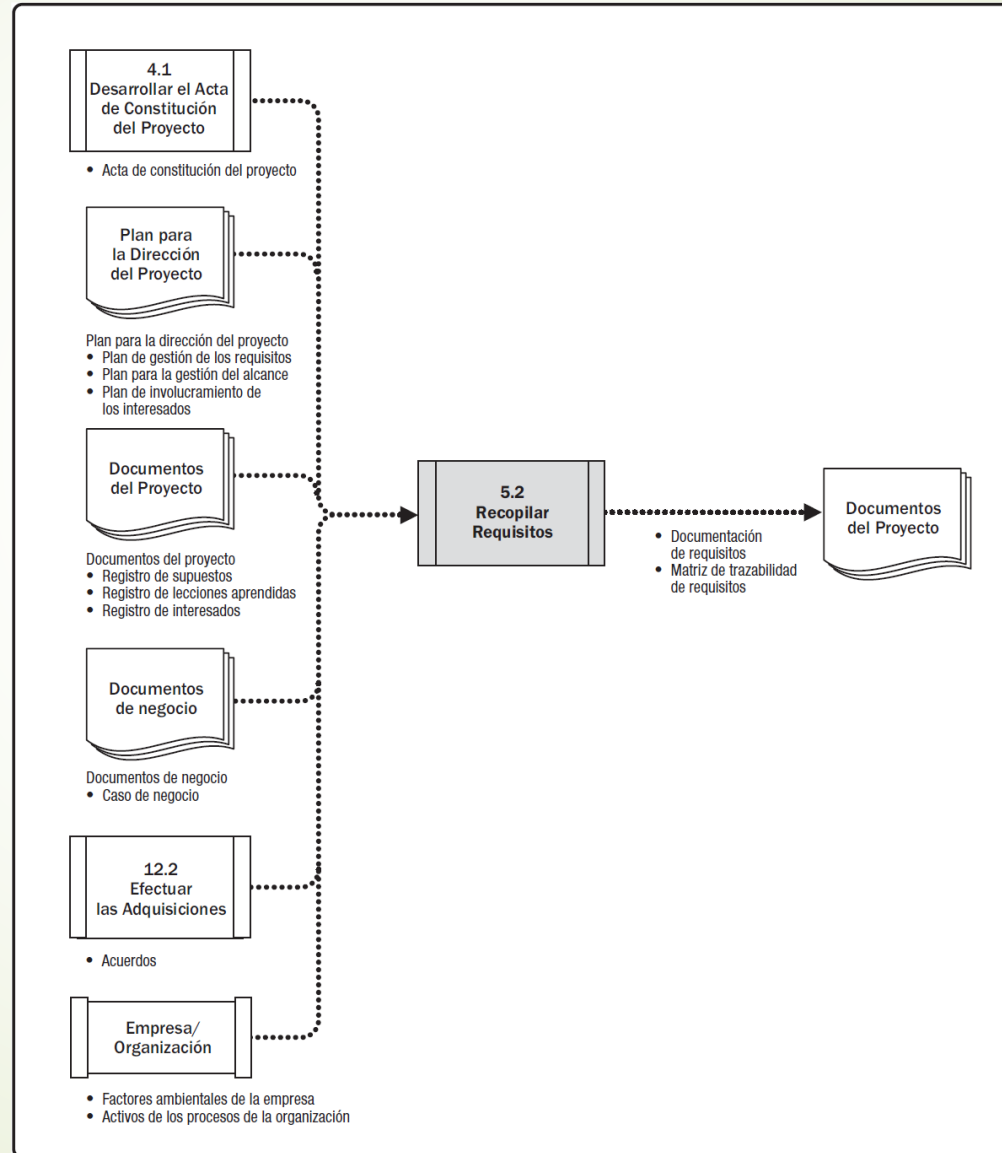 4.1
Desarrollar el Acta
de Constitución
del Proyecto
• Acta de constitución del proyecto
Plan para
la Dirección
del Proyecto
Plan para la dirección del proyecto
• Plan de gestión de los requisitos
• Plan para la gestión del alcance
• Plan de involucramiento de
los interesados
Documentos
del Proyecto
Documentos del proyecto
• Registro de supuestos
• Registro de lecciones aprendidas
• Registro de interesados
Documentos
de negocio
Documentos de negocio
• Caso de negocio
12.2
Efectuar
las Adquisiciones
• Acuerdos
Empresa/
Organización
• Factores ambientales de la empresa
• Activos de los procesos de la organización
5.2
Recopilar
Requisitos
• Documentación
de requisitos
• Matriz de trazabilidad
de requisitos
Documentos
del Proyecto